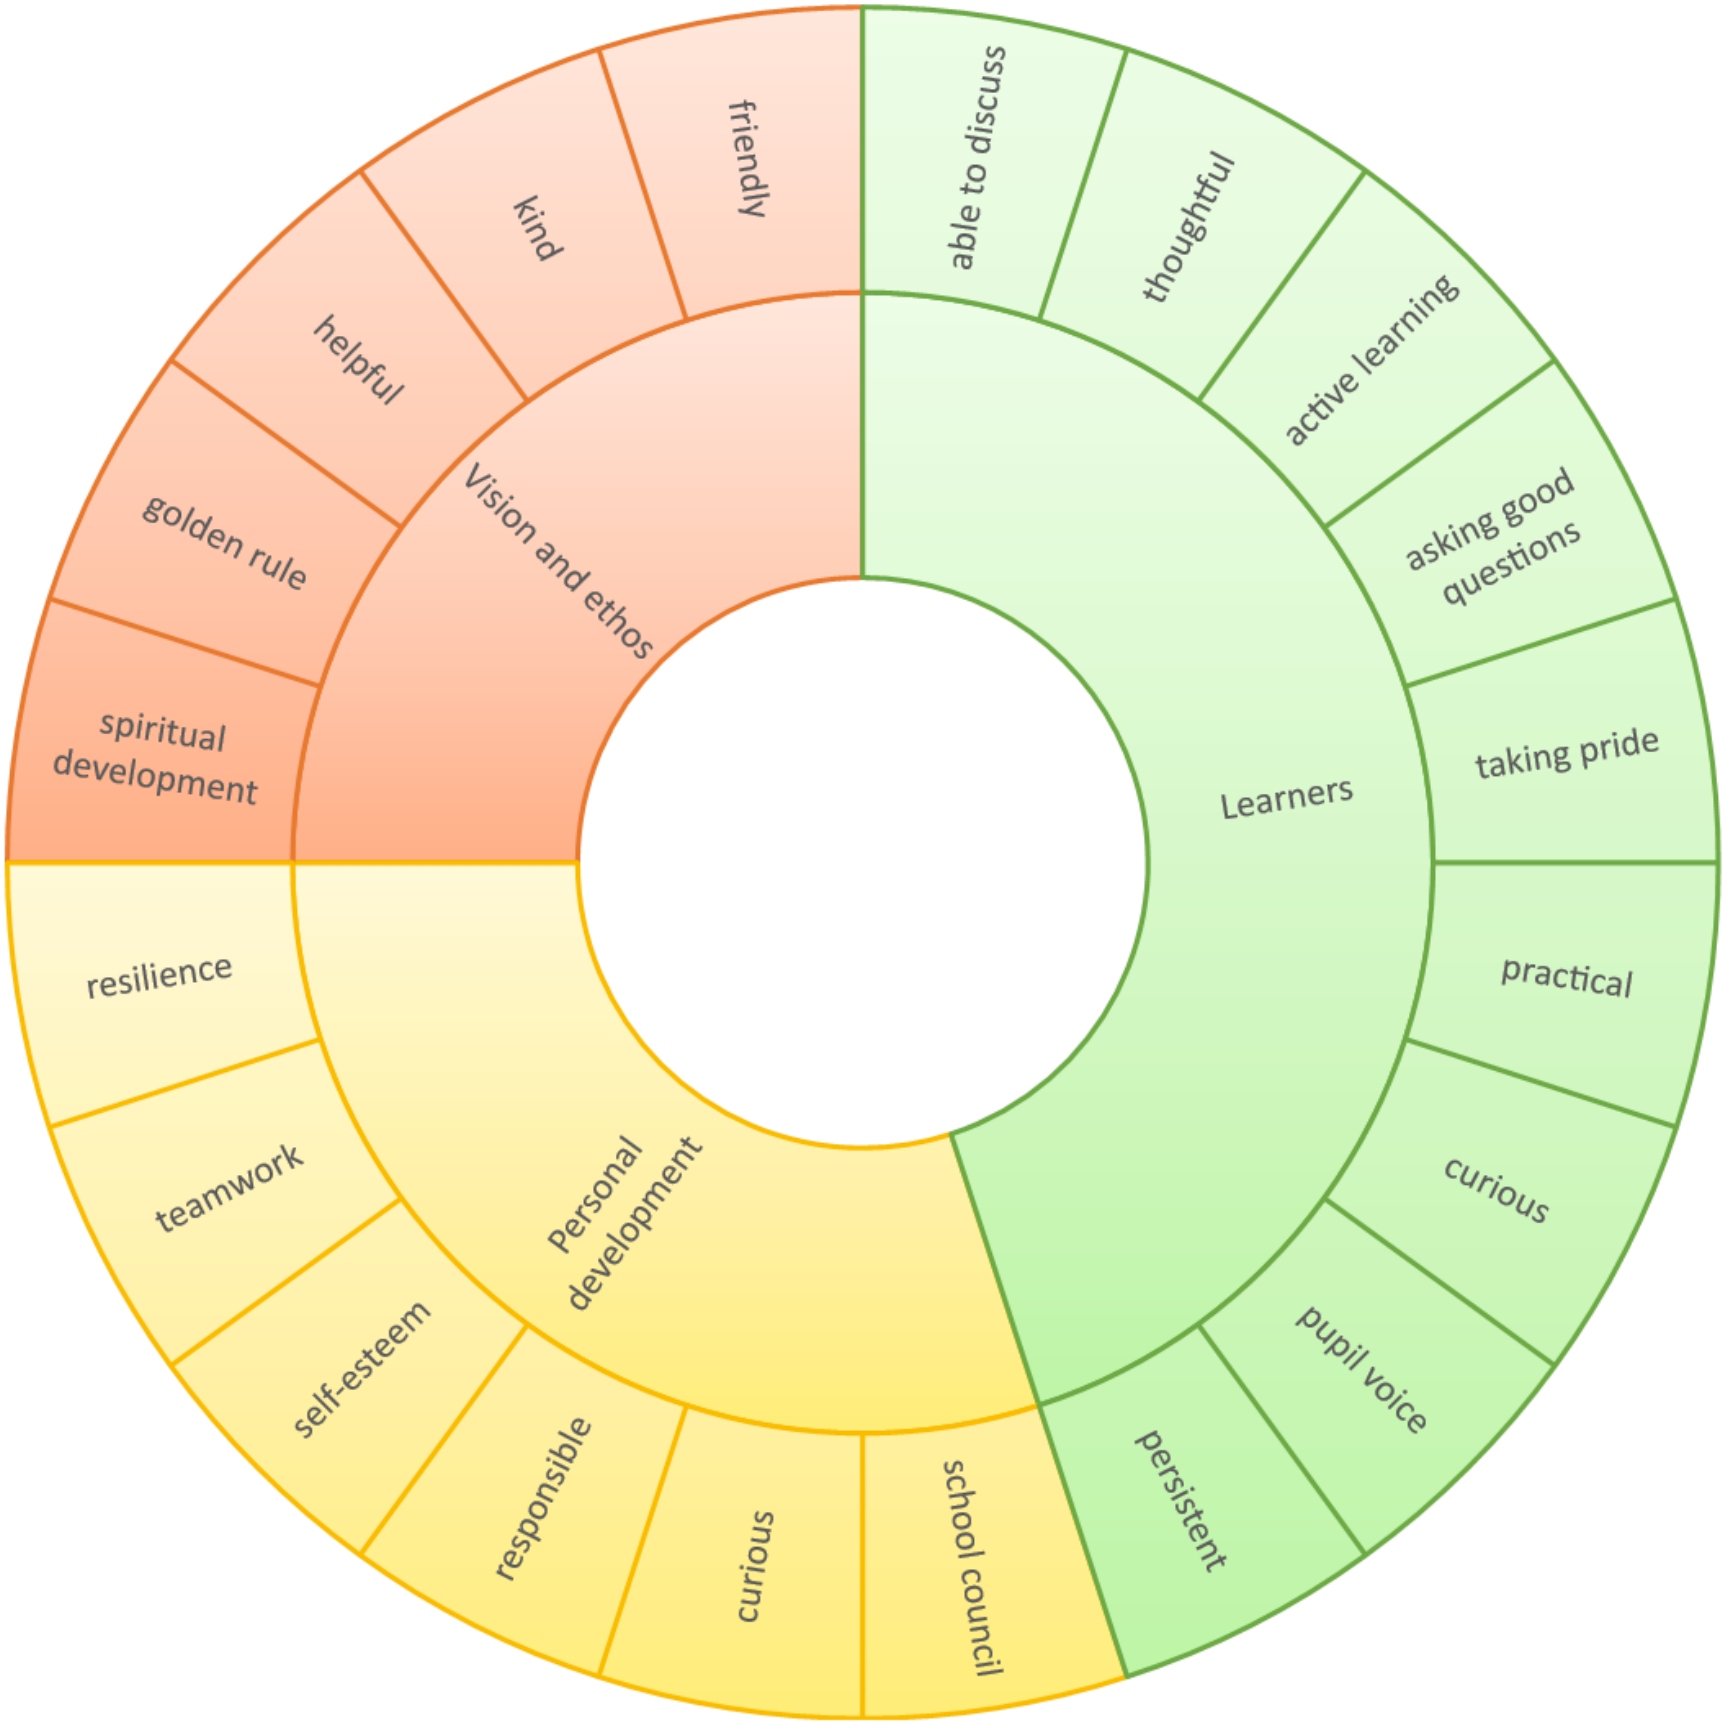 Learners
able to discuss
thoughtful
active learning
asking good
questions
taking pride
practical
curious
pupil voice
persistent
Personal
development
school council
curious
responsible
self-esteem
teamwork
resilience
Vision and ethos
spiritual
development
golden rule
helpful
kind
friendly